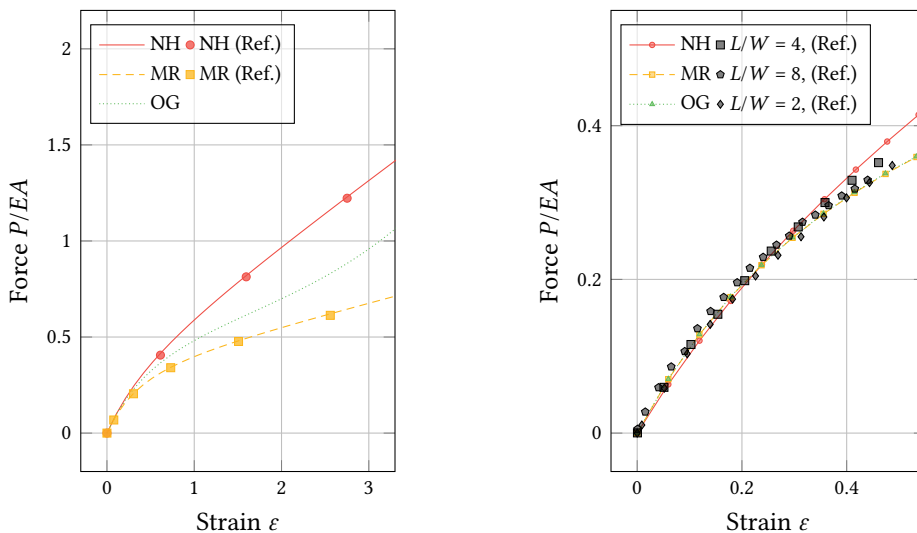 NH NH (Ref.)
MR MR (Ref.)
OG
2
1.5
1
0.5
0
0 1 2 3
Force P/EA
Strain ε
NH L/W = 4, (Ref.)
MR L/W = 8, (Ref.)
OG L/W = 2, (Ref.)
0.4
0.2
0
0 0.2 0.4
Force P/EA
Strain ε